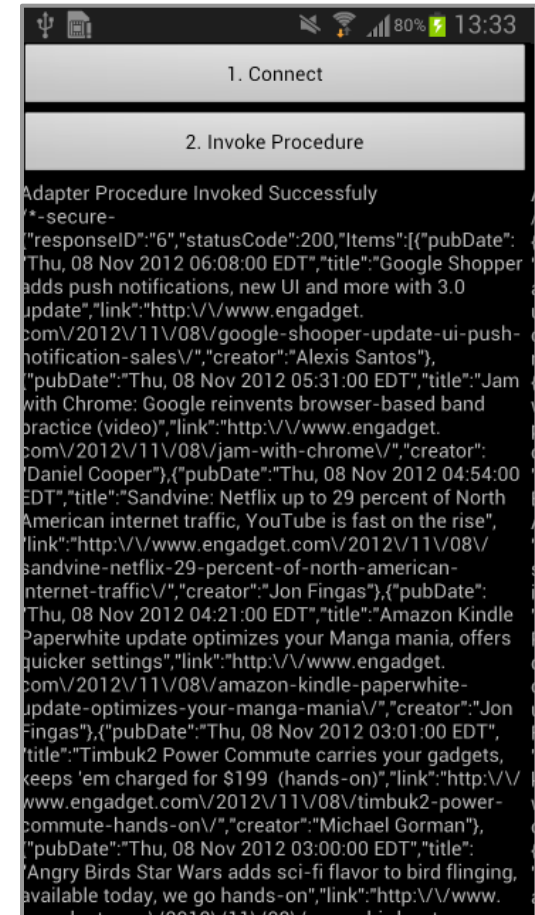 80% 13:33
1. Connect
2. Invoke Procedure
Adapter Procedure Invoked Successfuly
/*-secure-
{"responseID":"6","statusCode":200,"Items":[{"pubDate":
"Thu, 08 Nov 2012 06:08:00 EDT","title":"Google Shopper
adds push notifications, new UI and more with 3.0
update","link":"http:\/\/www.engadget.
com\/2012\/11\/08\/google-shooper-update-ui-push-
notification-sales\/","creator":"Alexis Santos"},
{"pubDate":"Thu, 08 Nov 2012 05:31:00 EDT","title":"Jam
with Chrome: Google reinvents browser-based band
practice (video)","link":"http:\/\/www.engadget.
com\/2012\/11\/08\/jam-with-chrome\/","creator":
"Daniel Cooper"},{"pubDate":"Thu, 08 Nov 2012 04:54:00
EDT","title":"Sandvine: Netflix up to 29 percent of North
American internet traffic, YouTube is fast on the rise",
"link":"http:\/\/www.engadget.com\/2012\/11\/08\/
sandvine-netflix-29-percent-of-north-american-
internet-traffic\/","creator":"Jon Fingas"},{"pubDate":
"Thu, 08 Nov 2012 04:21:00 EDT","title":"Amazon Kindle
Paperwhite update optimizes your Manga mania, offers
quicker settings","link":"http:\/\/www.engadget.
com\/2012\/11\/08\/amazon-kindle-paperwhite-
update-optimizes-your-manga-mania\/","creator":"Jon
Fingas"},{"pubDate":"Thu, 08 Nov 2012 03:01:00 EDT",
"title":"Timbuk2 Power Commute carries your gadgets,
keeps 'em charged for $199  (hands-on)","link":"http:\/\/
www.engadget.com\/2012\/11\/08\/timbuk2-power-
commute-hands-on\/","creator":"Michael Gorman"},
{"pubDate":"Thu, 08 Nov 2012 03:00:00 EDT","title":
"Angry Birds Star Wars adds sci-fi flavor to bird flinging,
available today, we go hands-on","link":"http:\/\/www.